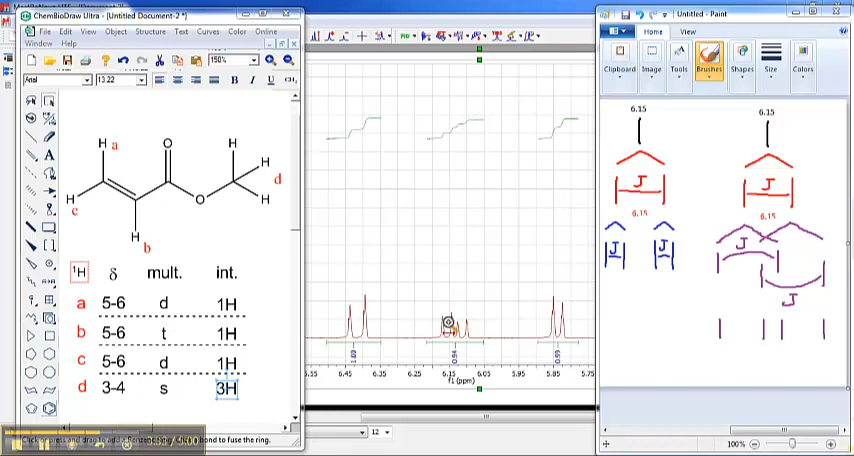 ChemBioDraw Ultra - [Untitled Document-2 *]
File Edit View Object Structure Text Curves Color Online
Window Help
150%
Arial
13.22
B I U CH₂
H a
O
H
H
d
H
c
O
H
H
b
¹H δ mult. int.
a 5-6 d 1H
b 5-6 t 1H
c 5-6 d 1H
d 3-4 s 3H
12
1.03
0.94
0.99
6.55 6.45 6.35 6.25 6.15 6.05 5.95 5.85 5.75
f1 (ppm)
Untitled - Paint
Home View
Clipboard Image Tools Brushes Shapes Size Colors
6.15 6.15
J J
6.15 6.15
J J J
J
100%